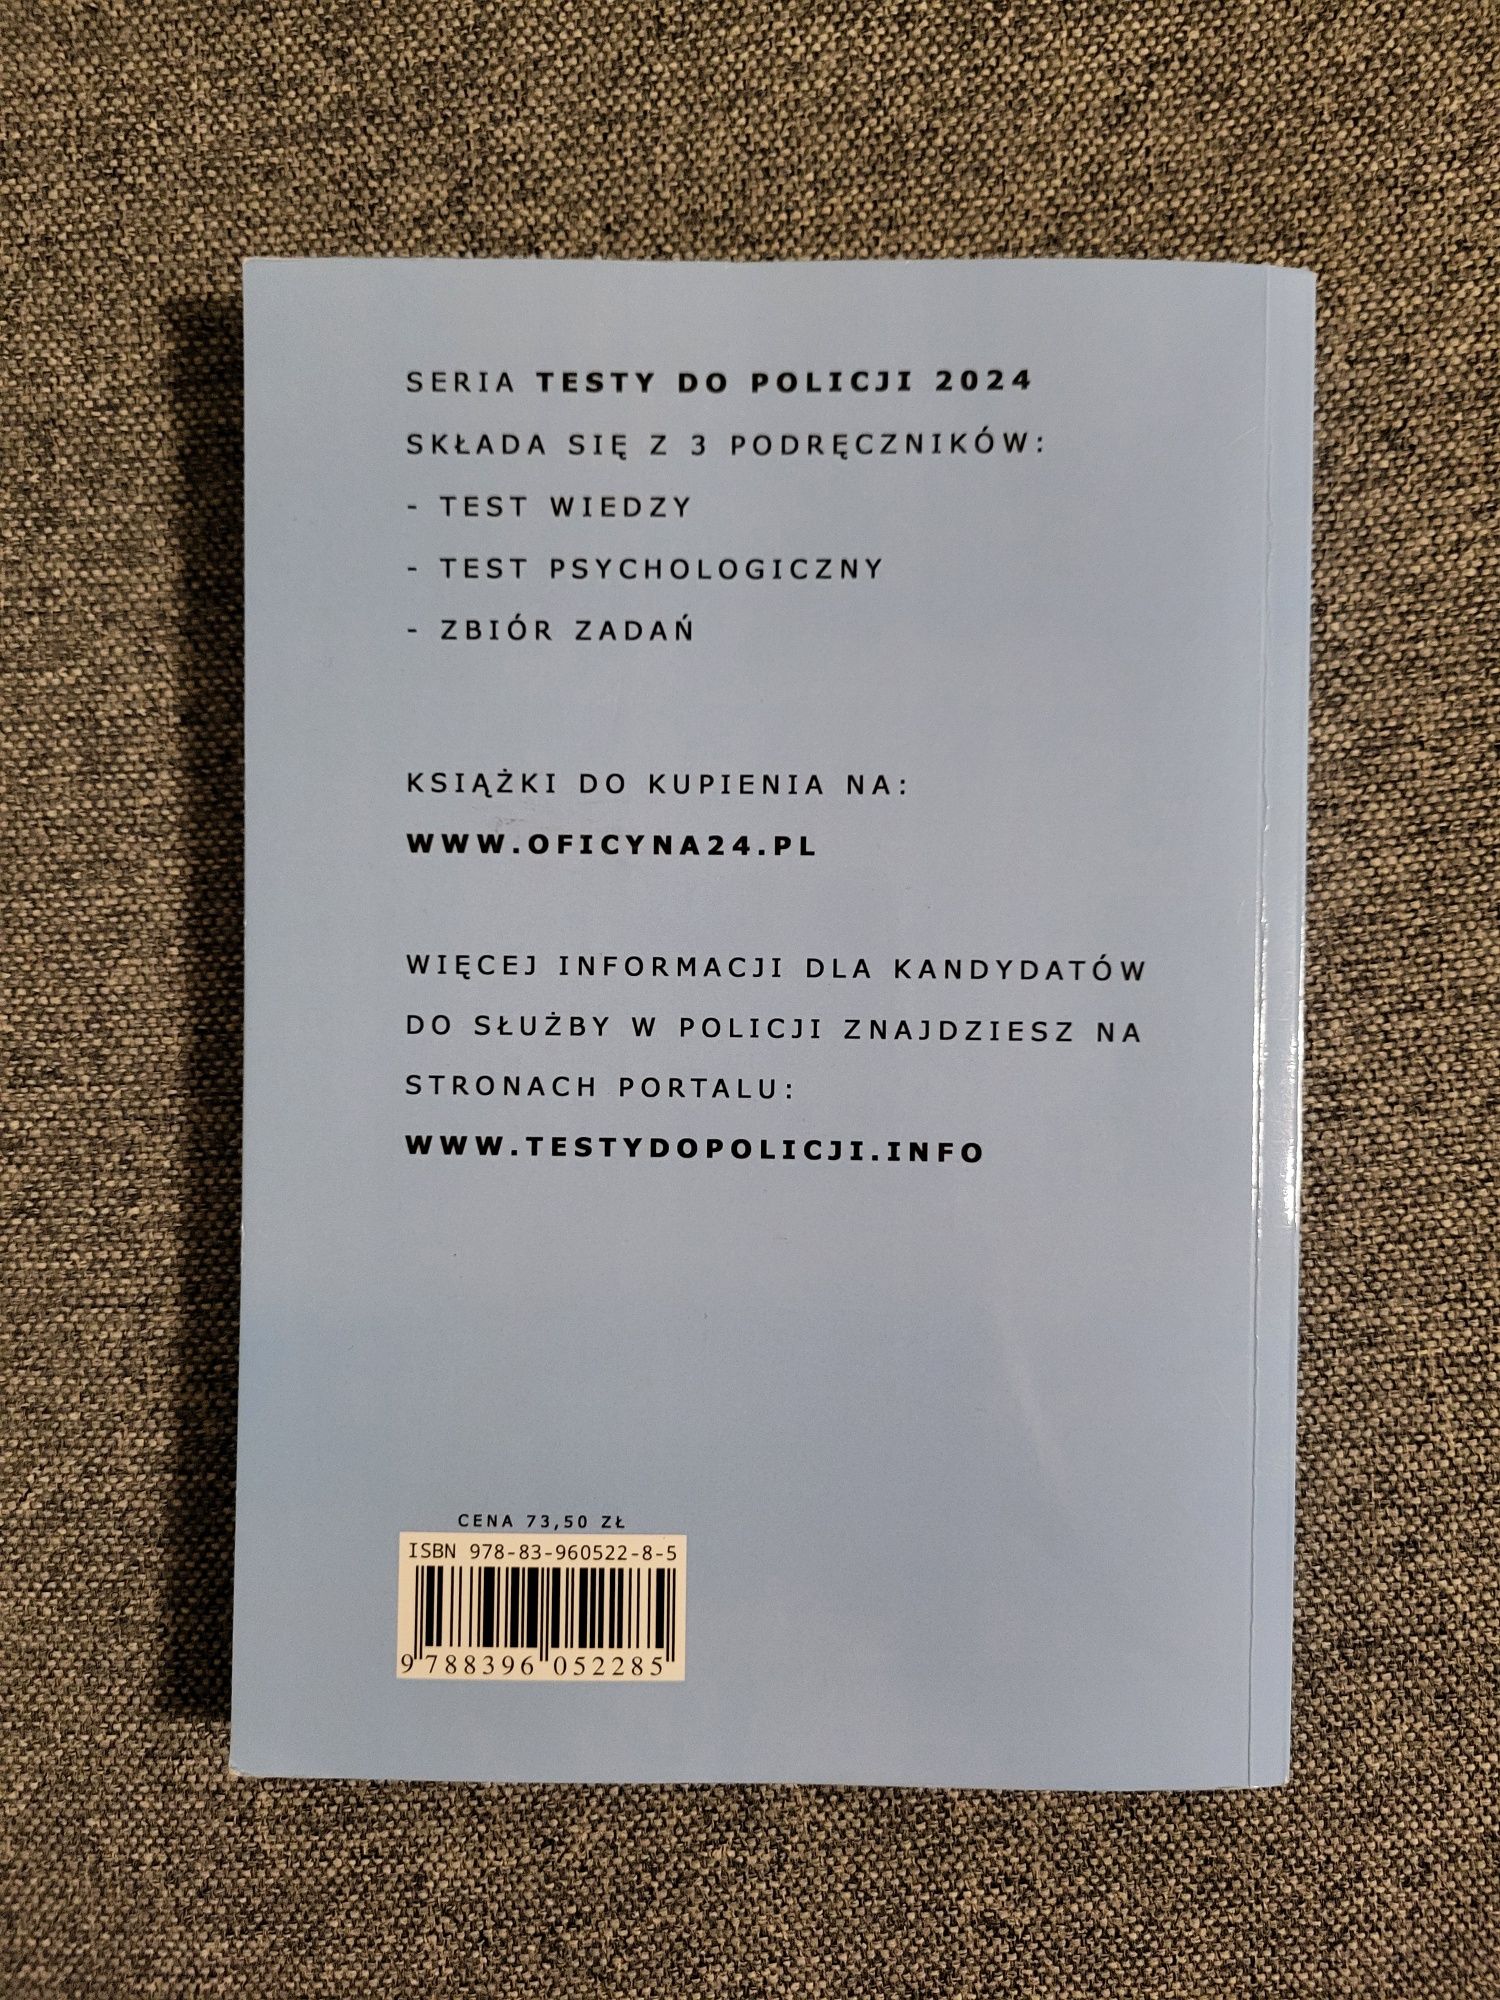 SERIA TESTY DO POLICJI 2024
SKŁADA SIĘ Z 3 PODRĘCZNIKÓW:
- TEST WIEDZY
- TEST PSYCHOLOGICZNY
- ZBIÓR ZADAŃ
KSIĄŻKI DO KUPIENIA NA:
WWW.OFICYNA24.PL
WIĘCEJ INFORMACJI DLA KANDYDATÓW
DO SŁUŻBY W POLICJI ZNAJDZIESZ NA
STRONACH PORTALU:
WWW.TESTYDOPOLICJI.INFO
CENA 73,50 ZŁ
ISBN 978-83-960522-8-5
9 788396 052285